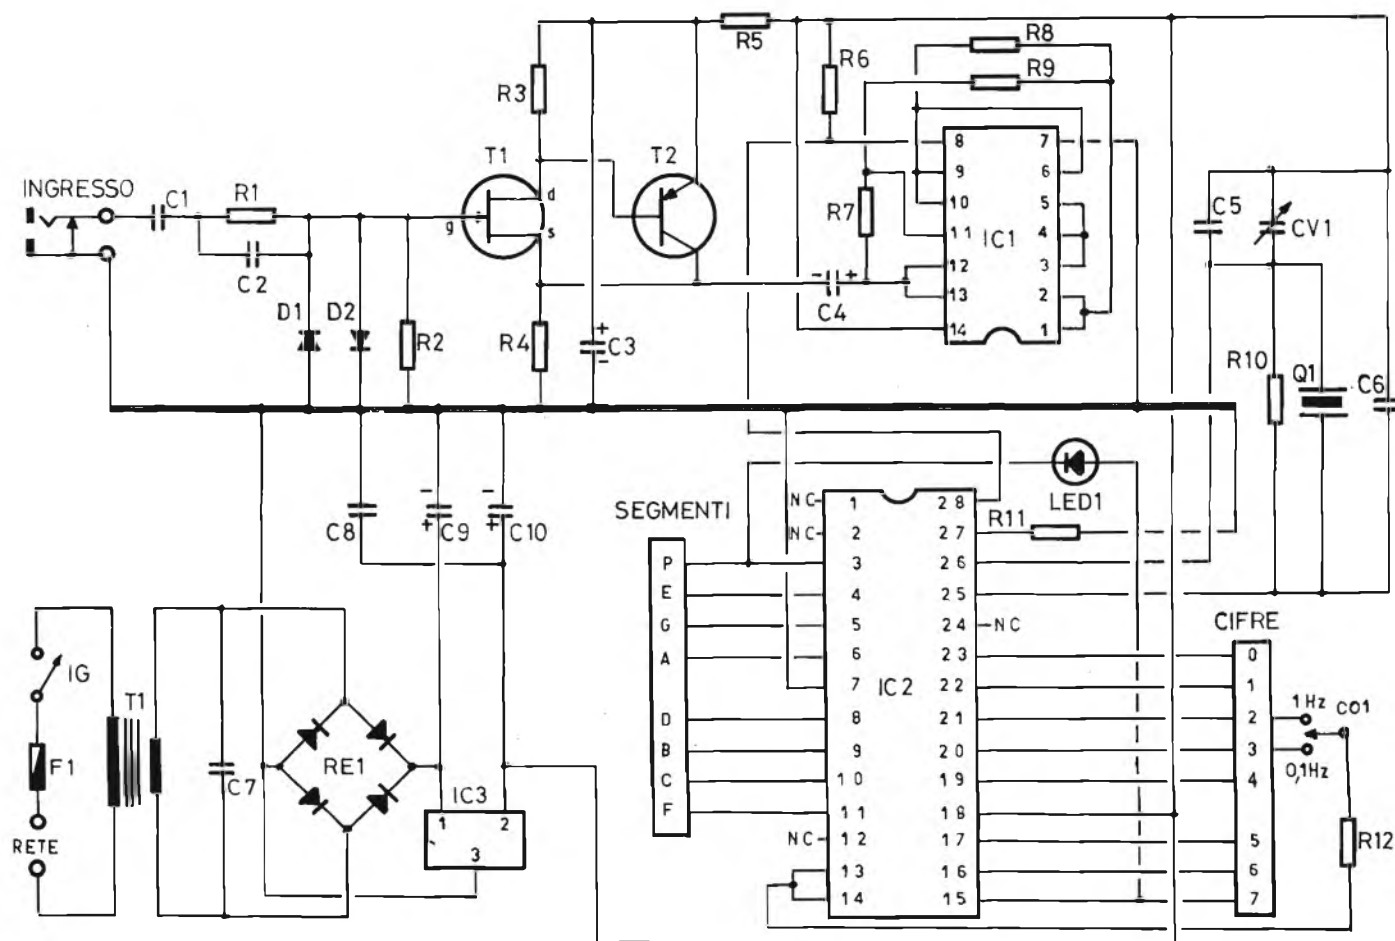 R5
R8
R6
R9
R3
T1
T2
8 7
INGRESSO
C1
R1
d
9 6
g
s
R7
10 5
C5
CV1
11 IC1 4
C2
12 3
- +
13 2
D1 D2
R2
R4
+
C3
-
C4
14 1
R10
Q1
C6
SEGMENTI
NC
1 28
LED1
-
-
C8
+
C9
+
C10
NC
2 27
R11
P
3 26
E
4 25
CIFRE
G
5 24
NC
A
6 23
0
IG
T1
7 IC2 22
1
D
8 21
2
1Hz
CO1
F1
C7
RE1
B
9 20
3
0,1Hz
IC3
C
10 19
4
1 2
F
11 18
RETE
3
NC
12 17
5
R12
13 16
6
14 15
7